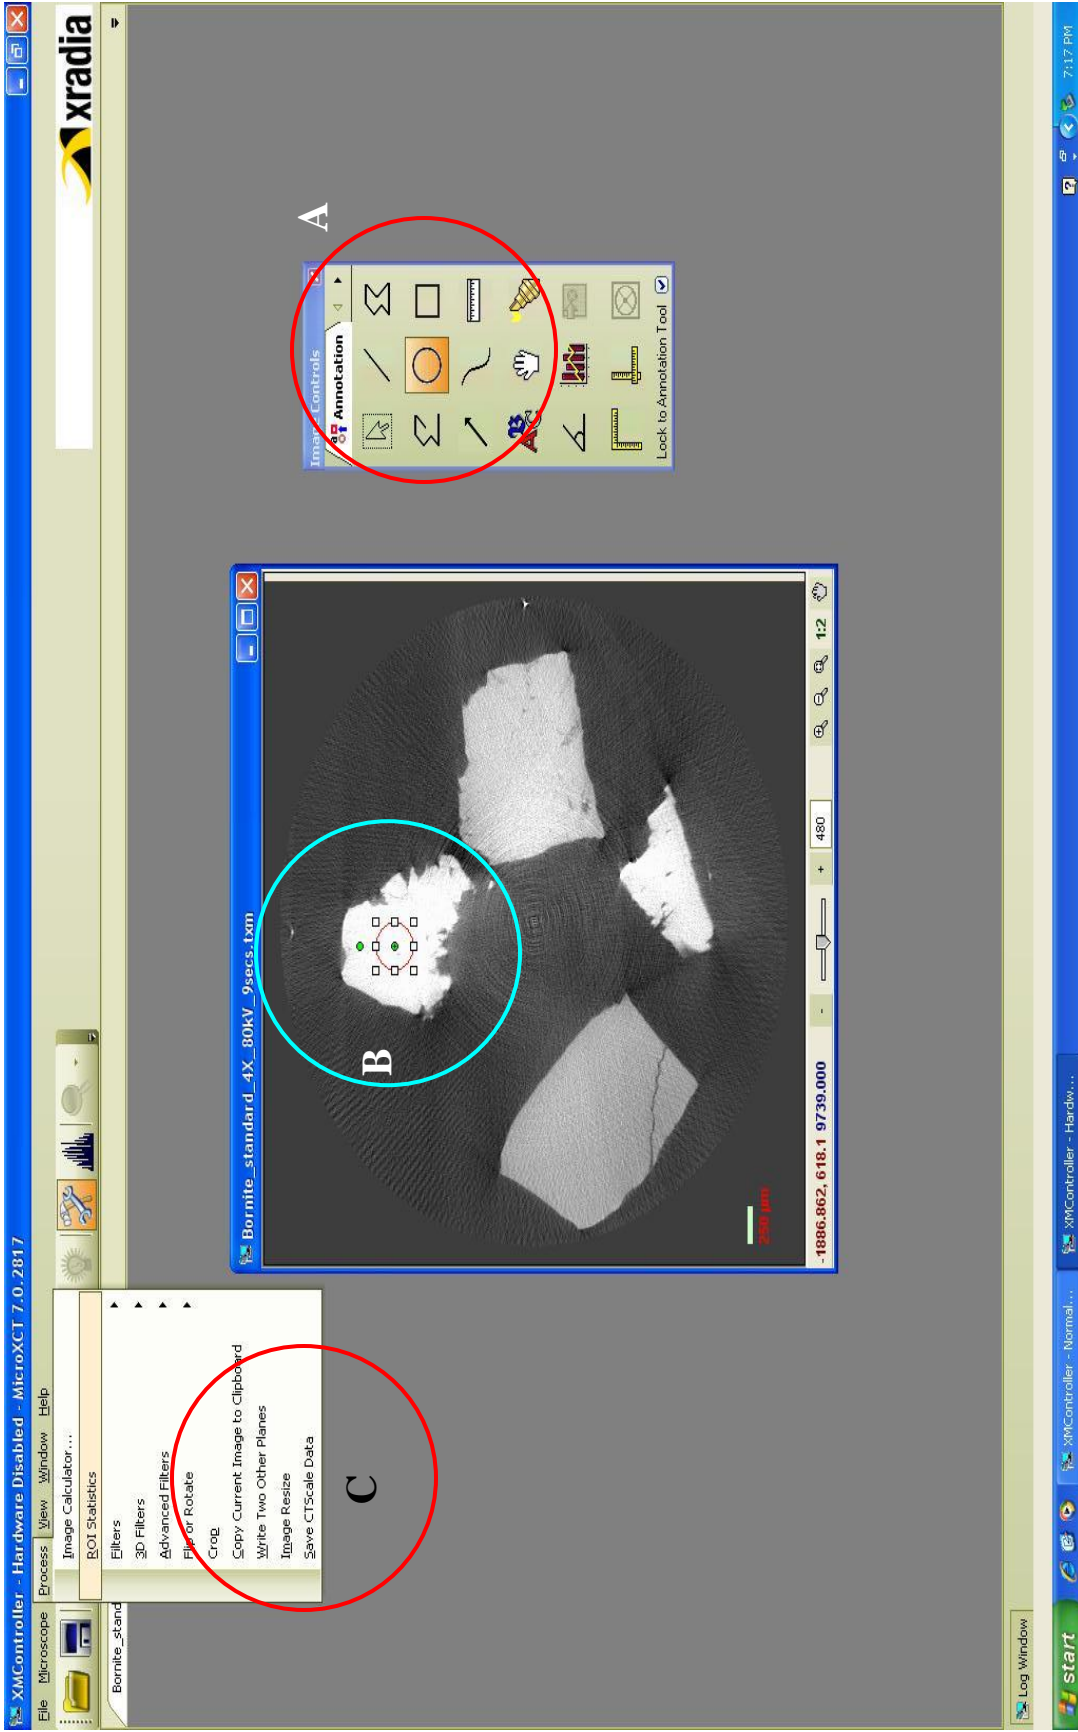 XMController - Hardware Disabled - MicroXCT 7.0.2817
File Microscope Process View Window Help
xradia
Bornite_stand
Image Calculator...
ROI Statistics
Filters
3D Filters
Advanced Filters
Flip or Rotate
Crop
Copy Current Image to Clipboard
Write Two Other Planes
Image Resize
Save CTScale Data
C
Bornite_standard_4X_80kV_9secs.txm
B
250 µm
-1886.862, 618.1 9739.000
- + 480 1:2
A
Image Controls
Annotation
ABC
Lock to Annotation Tool
Log Window
start
XMController - Normal...
XMController - Hardw...
7:17 PM